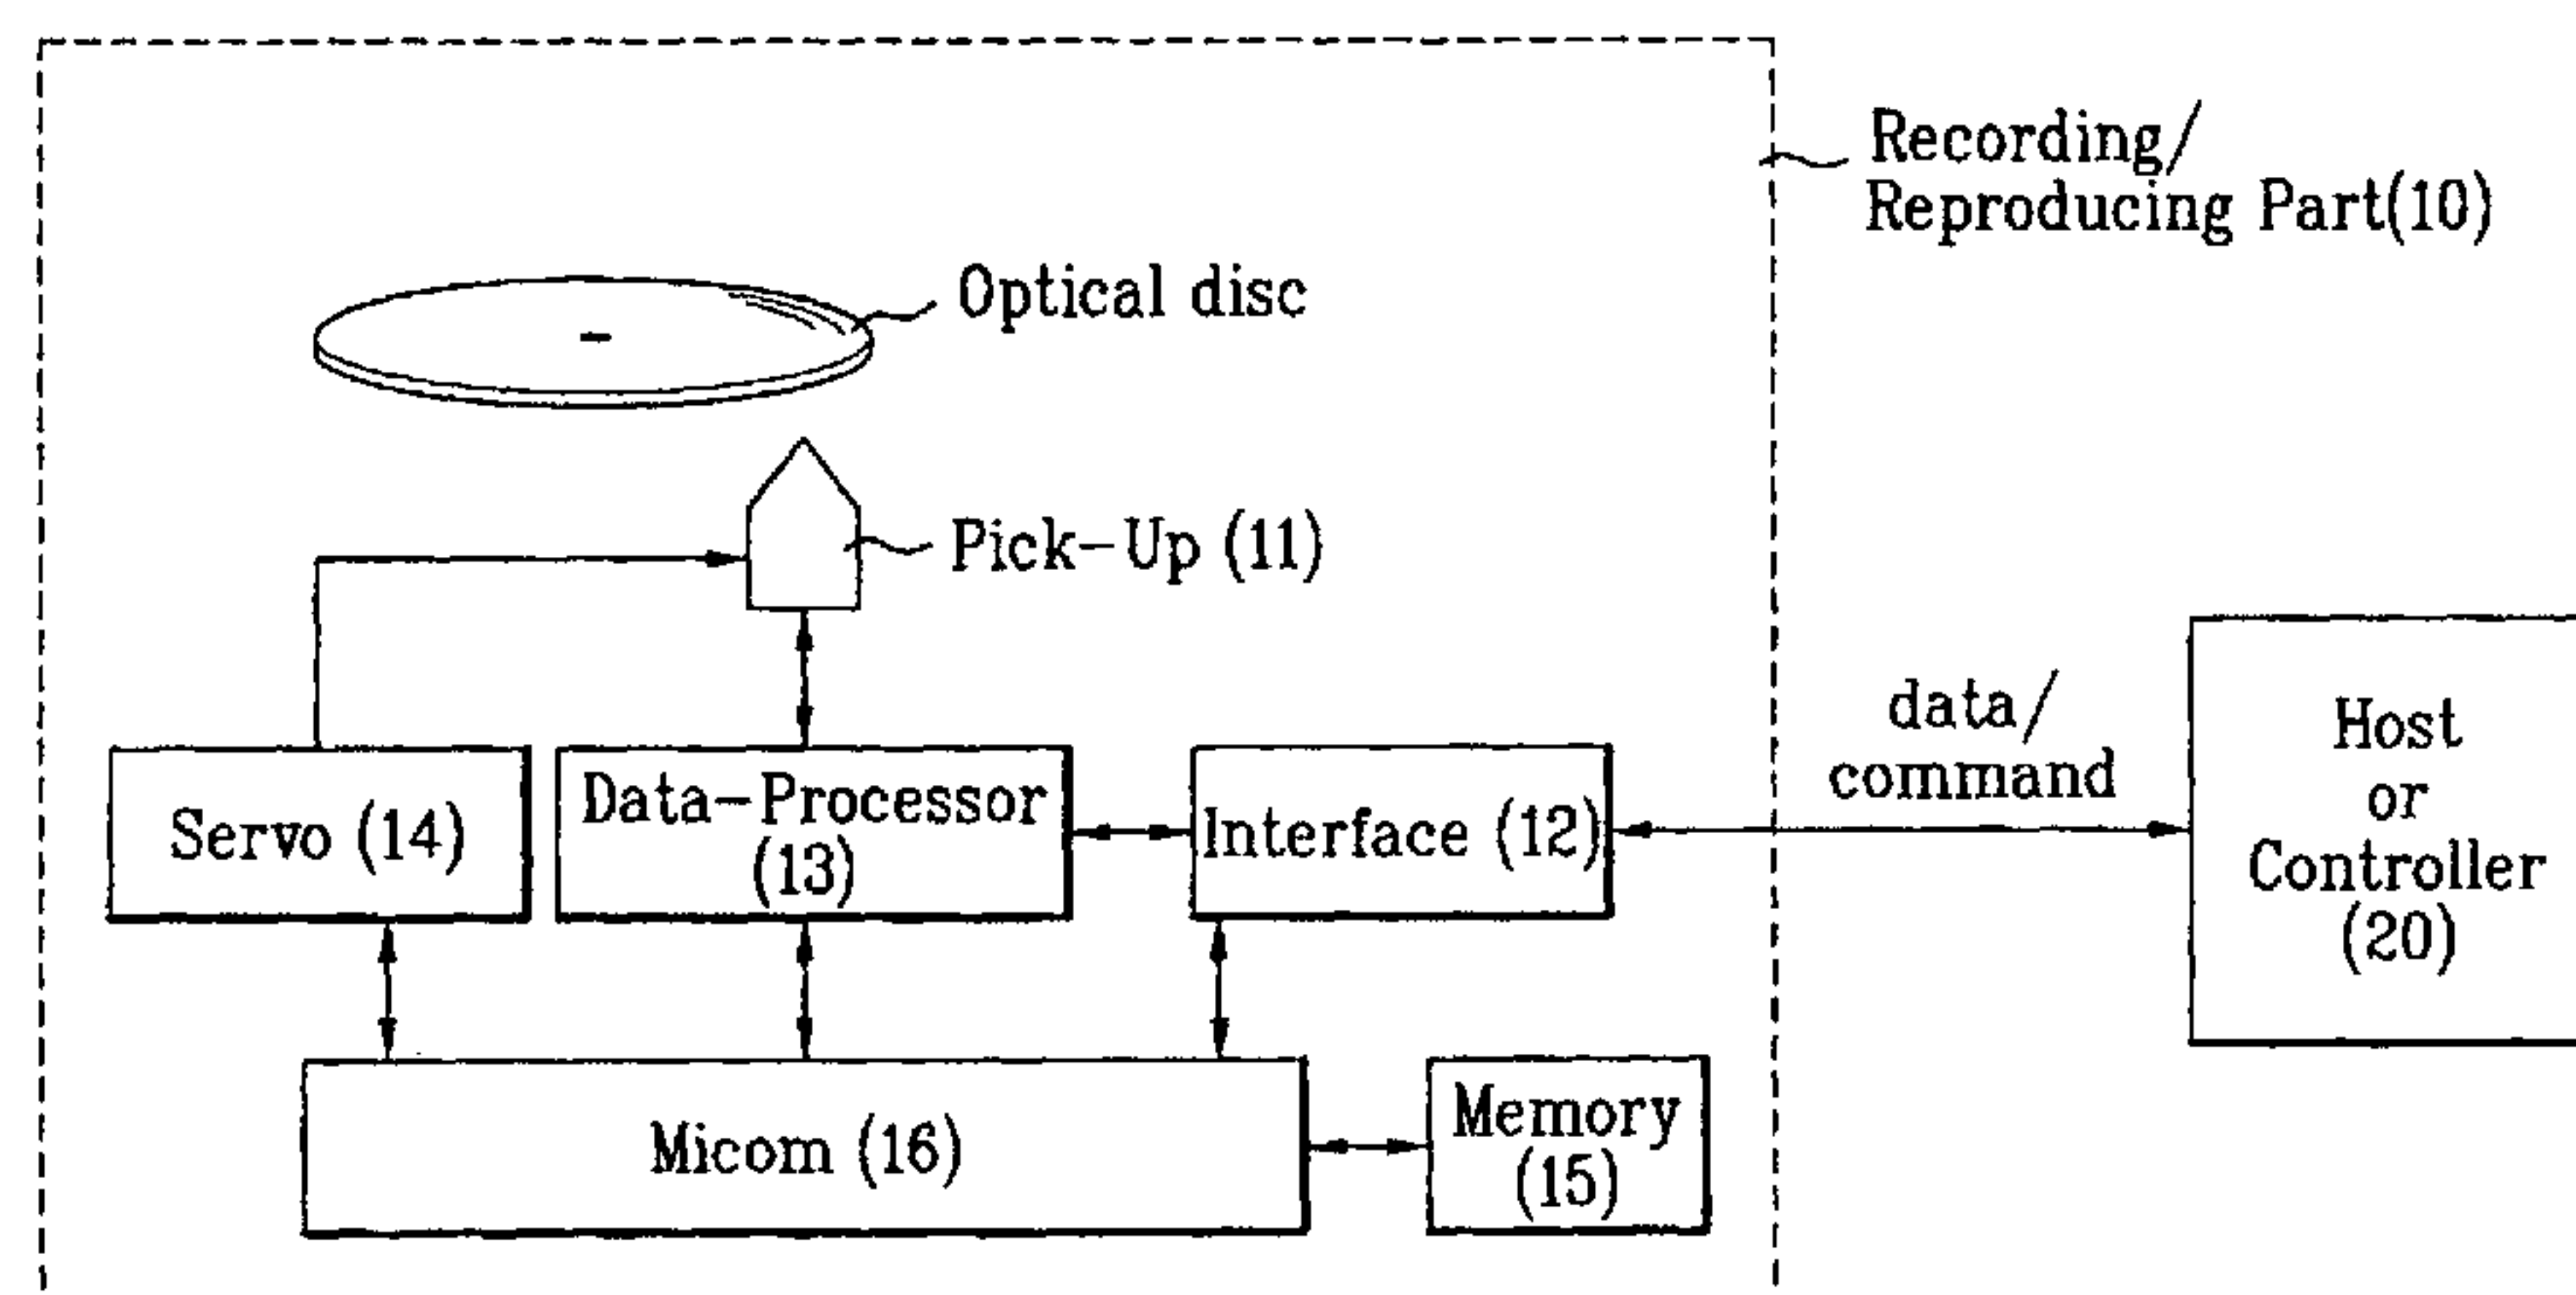 Recording/
Reproducing Part(10)
Optical disc
Pick-Up (11)
data/
command
Host
or
Controller
(20)
Servo (14)
Data-Processor
(13)
Interface (12)
Micom (16)
Memory
(15)